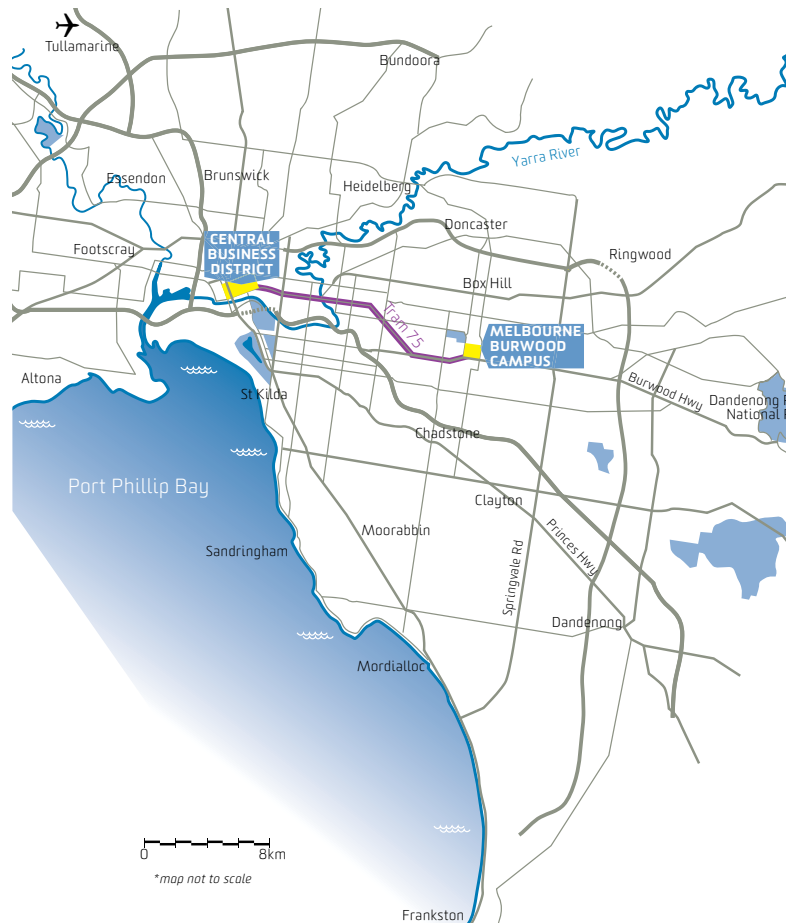 Tullamarine
Bundoora
Yarra River
Essendon
Brunswick
Heidelberg
Doncaster
Footscray
CENTRAL
BUSINESS
DISTRICT
Ringwood
Box Hill
Tram 75
MELBOURNE
BURWOOD
CAMPUS
Altona
St Kilda
Burwood Hwy
Dandenong
National
Chadstone
Port Phillip Bay
Clayton
Moorabbin
Princes Hwy
Springvale Rd
Sandringham
Dandenong
Mordialloc
0
8km
*map not to scale
Frankston